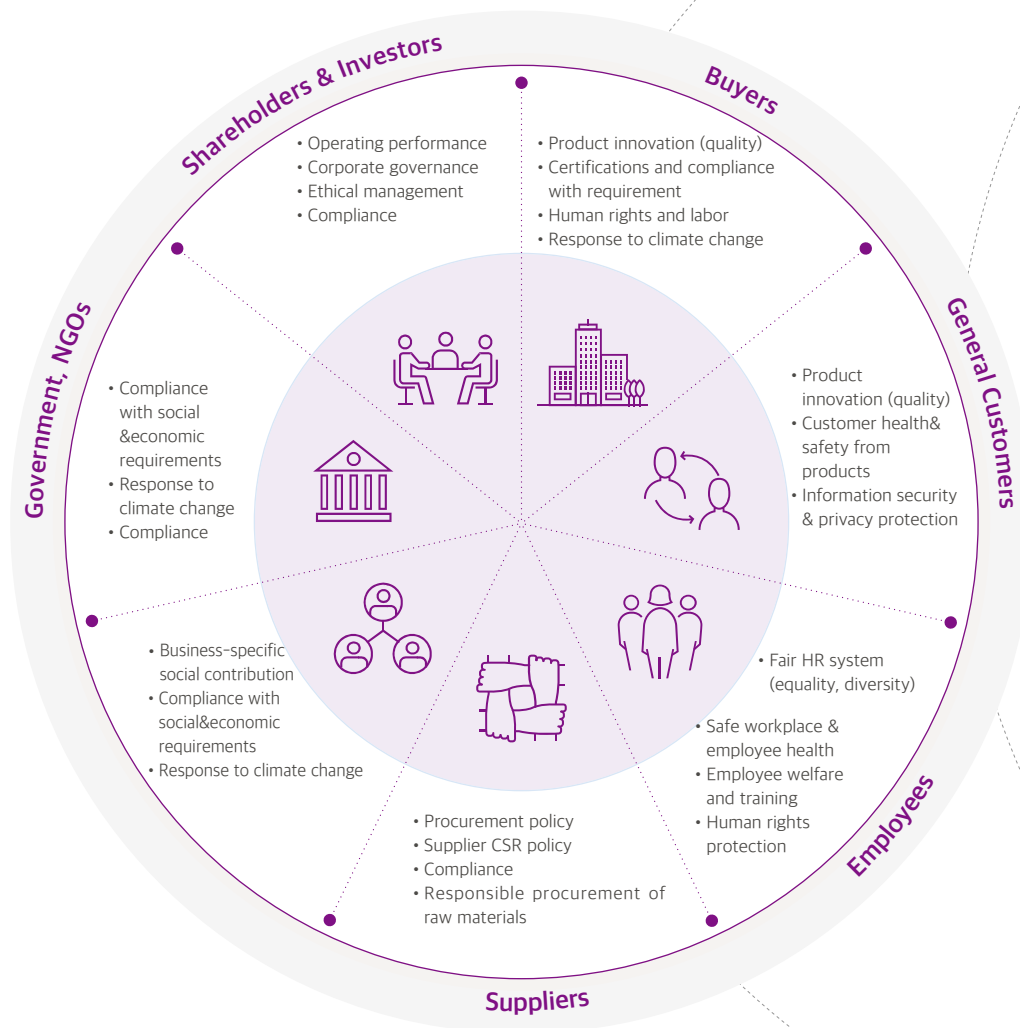 Shareholders & Investors
• Operating performance
• Corporate governance
• Ethical management
• Compliance
Buyers
• Product innovation (quality)
• Certifications and compliance
with requirement
• Human rights and labor
• Response to climate change
General Customers
• Product
innovation (quality)
• Customer health&
safety from
products
• Information security
& privacy protection
Employees
• Fair HR system
(equality, diversity)
• Safe workplace &
employee health
• Employee welfare
and training
• Human rights
protection
Suppliers
• Procurement policy
• Supplier CSR policy
• Compliance
• Responsible procurement of
raw materials
• Business-specific
social contribution
• Compliance with
social&economic
requirements
• Response to climate change
Government, NGOs
• Compliance
with social
&economic
requirements
• Response to
climate change
• Compliance